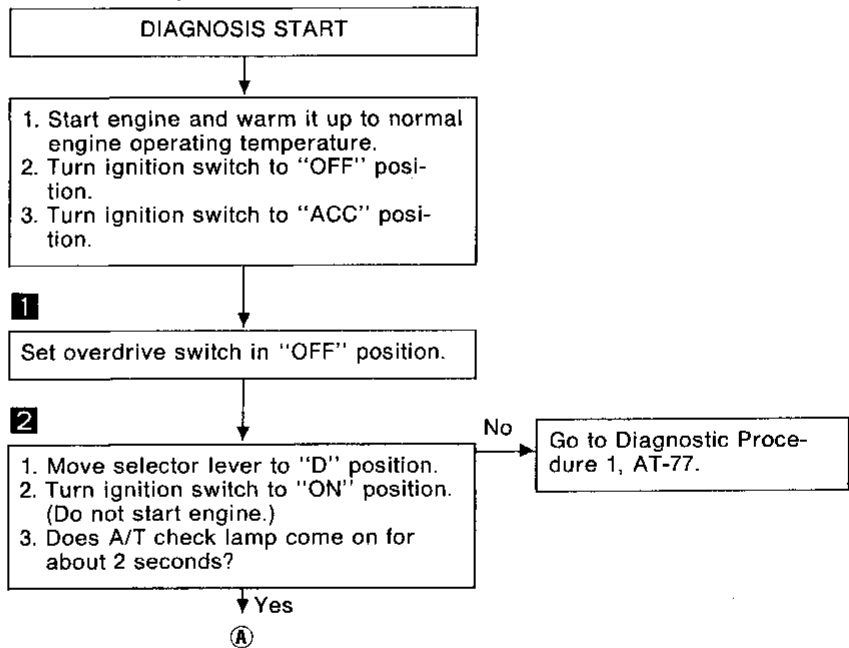 DIAGNOSIS START
1. Start engine and warm it up to normal
engine operating temperature.
2. Turn ignition switch to "OFF" posi-
tion.
3. Turn ignition switch to "ACC" posi-
tion.
1
Set overdrive switch in "OFF" position.
2
1. Move selector lever to "D" position.
2. Turn ignition switch to "ON" position.
(Do not start engine.)
3. Does A/T check lamp come on for
about 2 seconds?
No
Go to Diagnostic Proce-
dure 1, AT-77.
Yes
Ⓐ